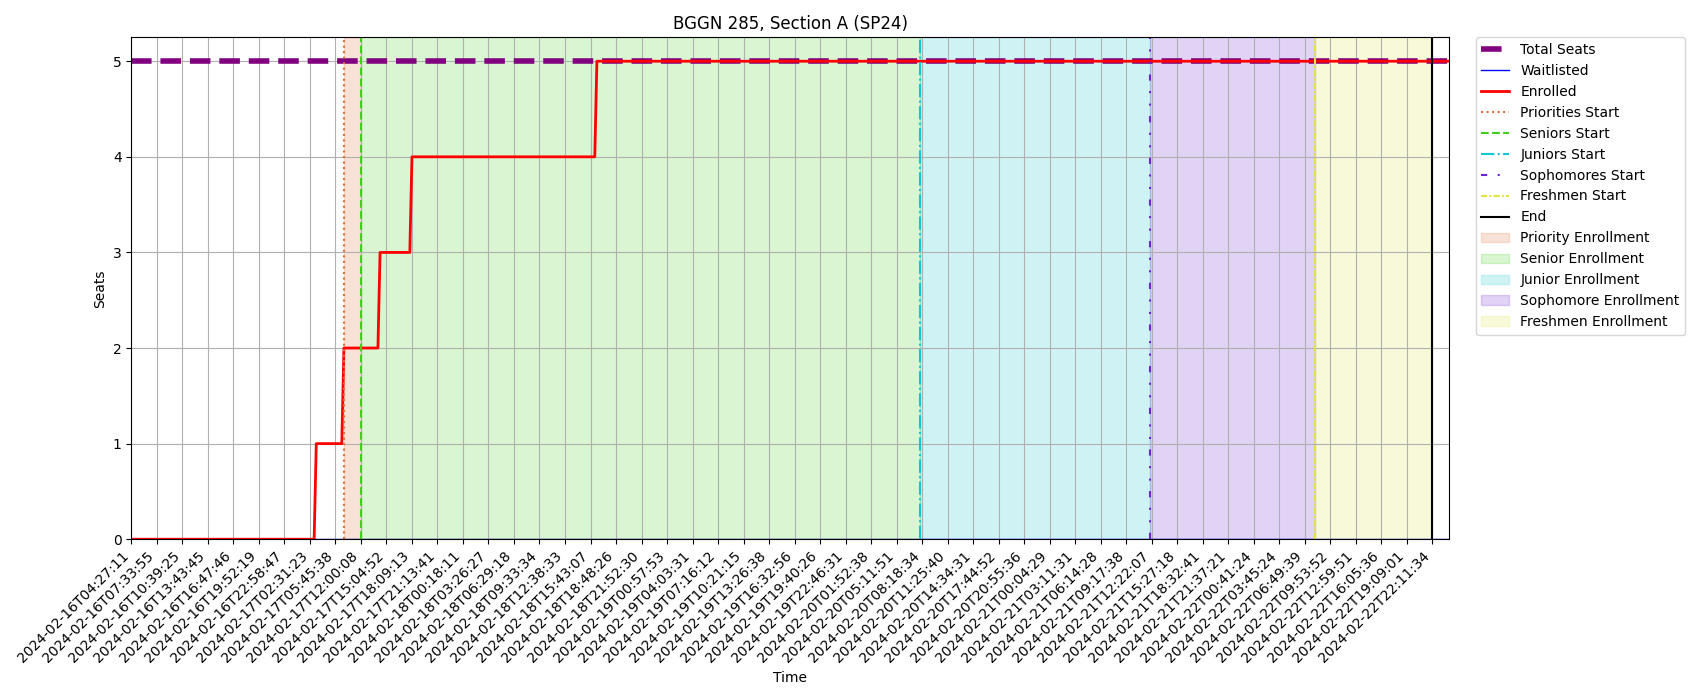 BGGN 285, Section A (SP24)
Seats
5
4
3
2
1
0
2024-02-16T04:27:11
2024-02-16T07:33:55
2024-02-16T10:39:25
2024-02-16T13:43:45
2024-02-16T16:47:46
2024-02-16T19:52:19
2024-02-16T22:58:47
2024-02-17T02:31:23
2024-02-17T05:45:38
2024-02-17T12:00:08
2024-02-17T15:04:52
2024-02-17T18:09:13
2024-02-17T21:13:41
2024-02-18T00:18:11
2024-02-18T03:26:27
2024-02-18T06:29:18
2024-02-18T09:33:34
2024-02-18T12:38:33
2024-02-18T15:43:07
2024-02-18T18:48:26
2024-02-18T21:52:30
2024-02-19T00:57:53
2024-02-19T04:03:31
2024-02-19T07:16:12
2024-02-19T10:21:15
2024-02-19T13:26:38
2024-02-19T16:32:56
2024-02-19T19:40:26
2024-02-19T22:46:31
2024-02-20T01:52:38
2024-02-20T05:11:51
2024-02-20T08:18:34
2024-02-20T11:25:40
2024-02-20T14:34:31
2024-02-20T17:44:52
2024-02-20T20:55:36
2024-02-21T00:04:29
2024-02-21T03:11:31
2024-02-21T06:14:28
2024-02-21T09:17:38
2024-02-21T12:22:07
2024-02-21T15:27:18
2024-02-21T18:32:41
2024-02-21T21:37:21
2024-02-22T00:41:24
2024-02-22T03:45:24
2024-02-22T06:49:39
2024-02-22T09:53:52
2024-02-22T12:59:51
2024-02-22T16:05:36
2024-02-22T19:09:01
2024-02-22T22:11:34
Time
Total Seats
Waitlisted
Enrolled
Priorities Start
Seniors Start
Juniors Start
Sophomores Start
Freshmen Start
End
Priority Enrollment
Senior Enrollment
Junior Enrollment
Sophomore Enrollment
Freshmen Enrollment